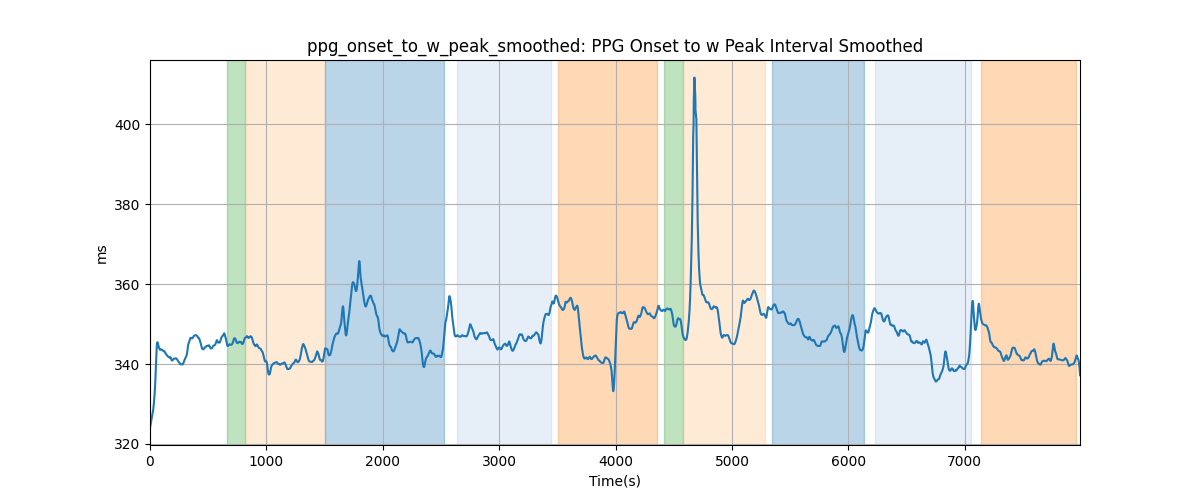 ppg_onset_to_w_peak_smoothed: PPG Onset to w Peak Interval Smoothed
400
380
360
340
320
ms
0 1000 2000 3000 4000 5000 6000 7000
Time(s)